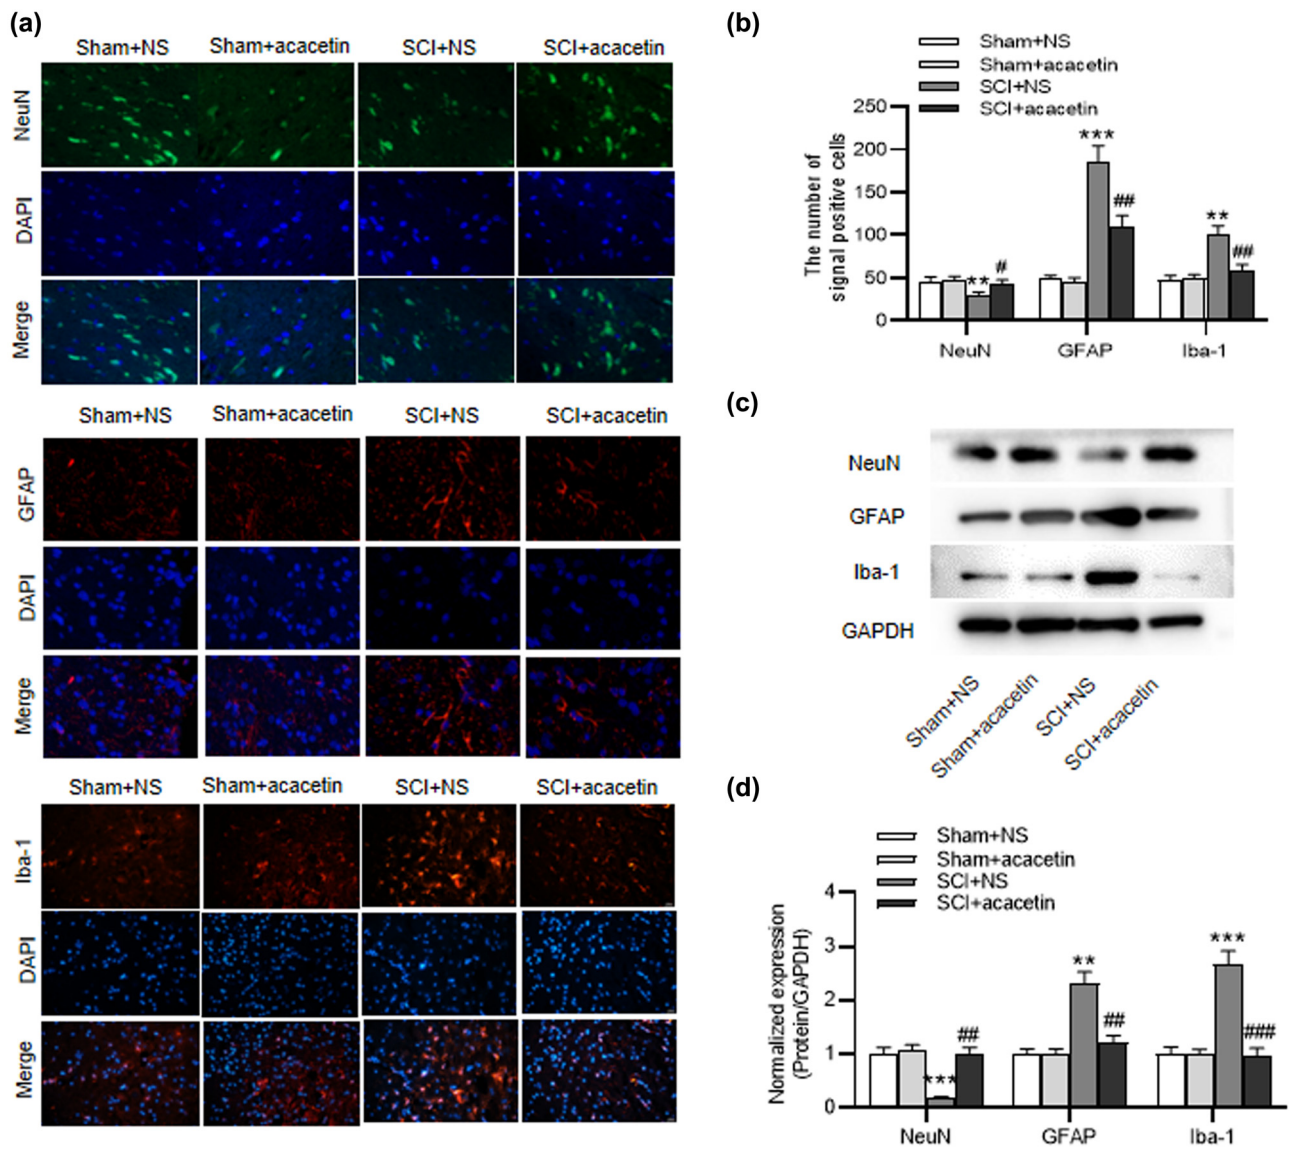 (a)
Sham+NS Sham+acacetin SCI+NS SCI+acacetin
NeuN
DAPI
Merge
Sham+NS Sham+acacetin SCI+NS SCI+acacetin
GFAP
DAPI
Merge
Sham+NS Sham+acacetin SCI+NS SCI+acacetin
Iba-1
DAPI
Merge
(b)
Sham+NS
Sham+acacetin
SCI+NS
SCI+acacetin
The number of
signal positive cells
250
200
150
100
50
0
*** ## ** ## ** #
NeuN GFAP Iba-1
(c)
NeuN
GFAP
Iba-1
GAPDH
Sham+NS
Sham+acacetin
SCI+NS
SCI+acacetin
(d)
Sham+NS
Sham+acacetin
SCI+NS
SCI+acacetin
Normalized expression
(Protein/GAPDH)
4
3
2
1
0
*** ## ** ## *** ###
NeuN GFAP Iba-1